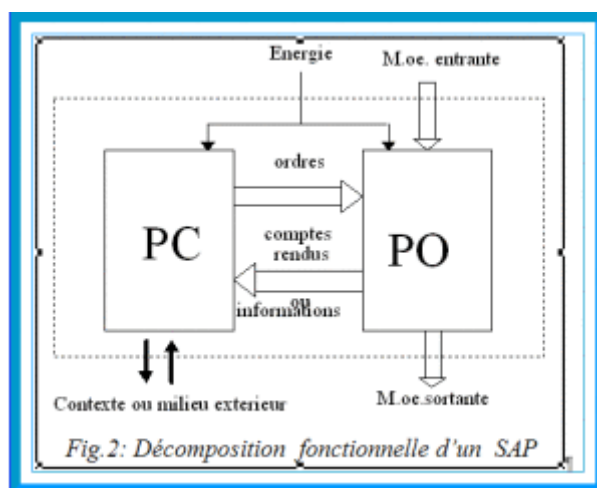 Energie
M.oe. entrante
ordres
PC
PO
comptes
rendus
ou
informations
Contexte ou milieu exterieur
M.oe.sortante
Fig.2: Décomposition fonctionnelle d'un SAP